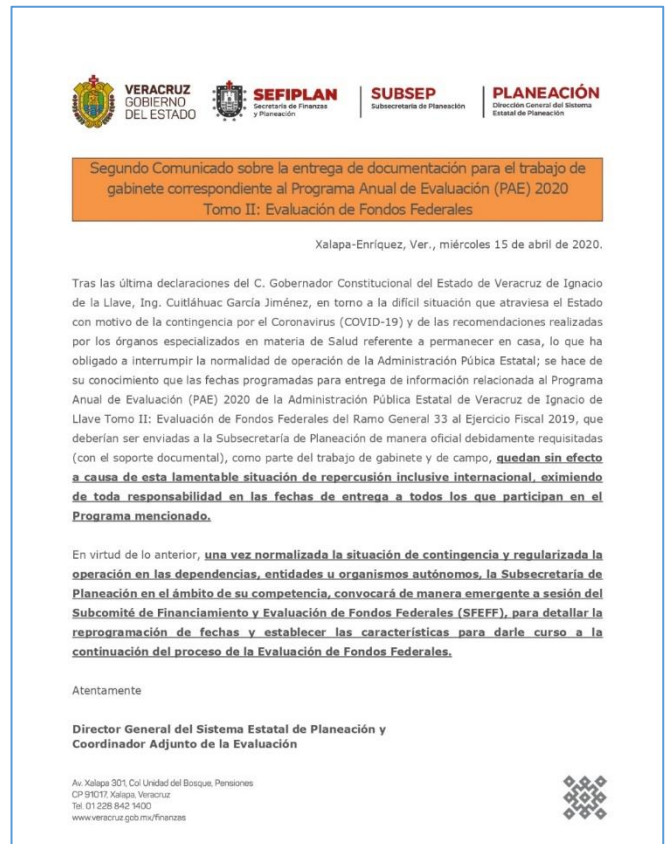 VERACRUZ
GOBIERNO
DEL ESTADO
SEFIPLAN
Secretaría de Finanzas
y Planeación
SUBSEP
Subsecretaría de Planeación
PLANEACIÓN
Dirección General del Sistema
Estatal de Planeación
Segundo Comunicado sobre la entrega de documentación para el trabajo de
gabinete correspondiente al Programa Anual de Evaluación (PAE) 2020
Tomo II: Evaluación de Fondos Federales
Xalapa-Enríquez, Ver., miércoles 15 de abril de 2020.
Tras las última declaraciones del C. Gobernador Constitucional del Estado de Veracruz de Ignacio
de la Llave, Ing. Cuitláhuac García Jiménez, en torno a la difícil situación que atraviesa el Estado
con motivo de la contingencia por el Coronavirus (COVID-19) y de las recomendaciones realizadas
por los órganos especializados en materia de Salud referente a permanecer en casa, lo que ha
obligado a interrumpir la normalidad de operación de la Administración Púbica Estatal; se hace de
su conocimiento que las fechas programadas para entrega de información relacionada al Programa
Anual de Evaluación (PAE) 2020 de la Administración Pública Estatal de Veracruz de Ignacio de
Llave Tomo II: Evaluación de Fondos Federales del Ramo General 33 al Ejercicio Fiscal 2019, que
deberían ser enviadas a la Subsecretaría de Planeación de manera oficial debidamente requisitadas
(con el soporte documental), como parte del trabajo de gabinete y de campo, quedan sin efecto
a causa de esta lamentable situación de repercusión inclusive internacional, eximiendo
de toda responsabilidad en las fechas de entrega a todos los que participan en el
Programa mencionado.
En virtud de lo anterior, una vez normalizada la situación de contingencia y regularizada la
operación en las dependencias, entidades u organismos autónomos, la Subsecretaría de
Planeación en el ámbito de su competencia, convocará de manera emergente a sesión del
Subcomité de Financiamiento y Evaluación de Fondos Federales (SFEFF), para detallar la
reprogramación de fechas y establecer las características para darle curso a la
continuación del proceso de la Evaluación de Fondos Federales.
Atentamente
Director General del Sistema Estatal de Planeación y
Coordinador Adjunto de la Evaluación
Av. Xalapa 301, Col Unidad del Bosque, Pensiones
CP 91017, Xalapa, Veracruz
Tel. 01 228 842 1400
www.veracruz.gob.mx/finanzas